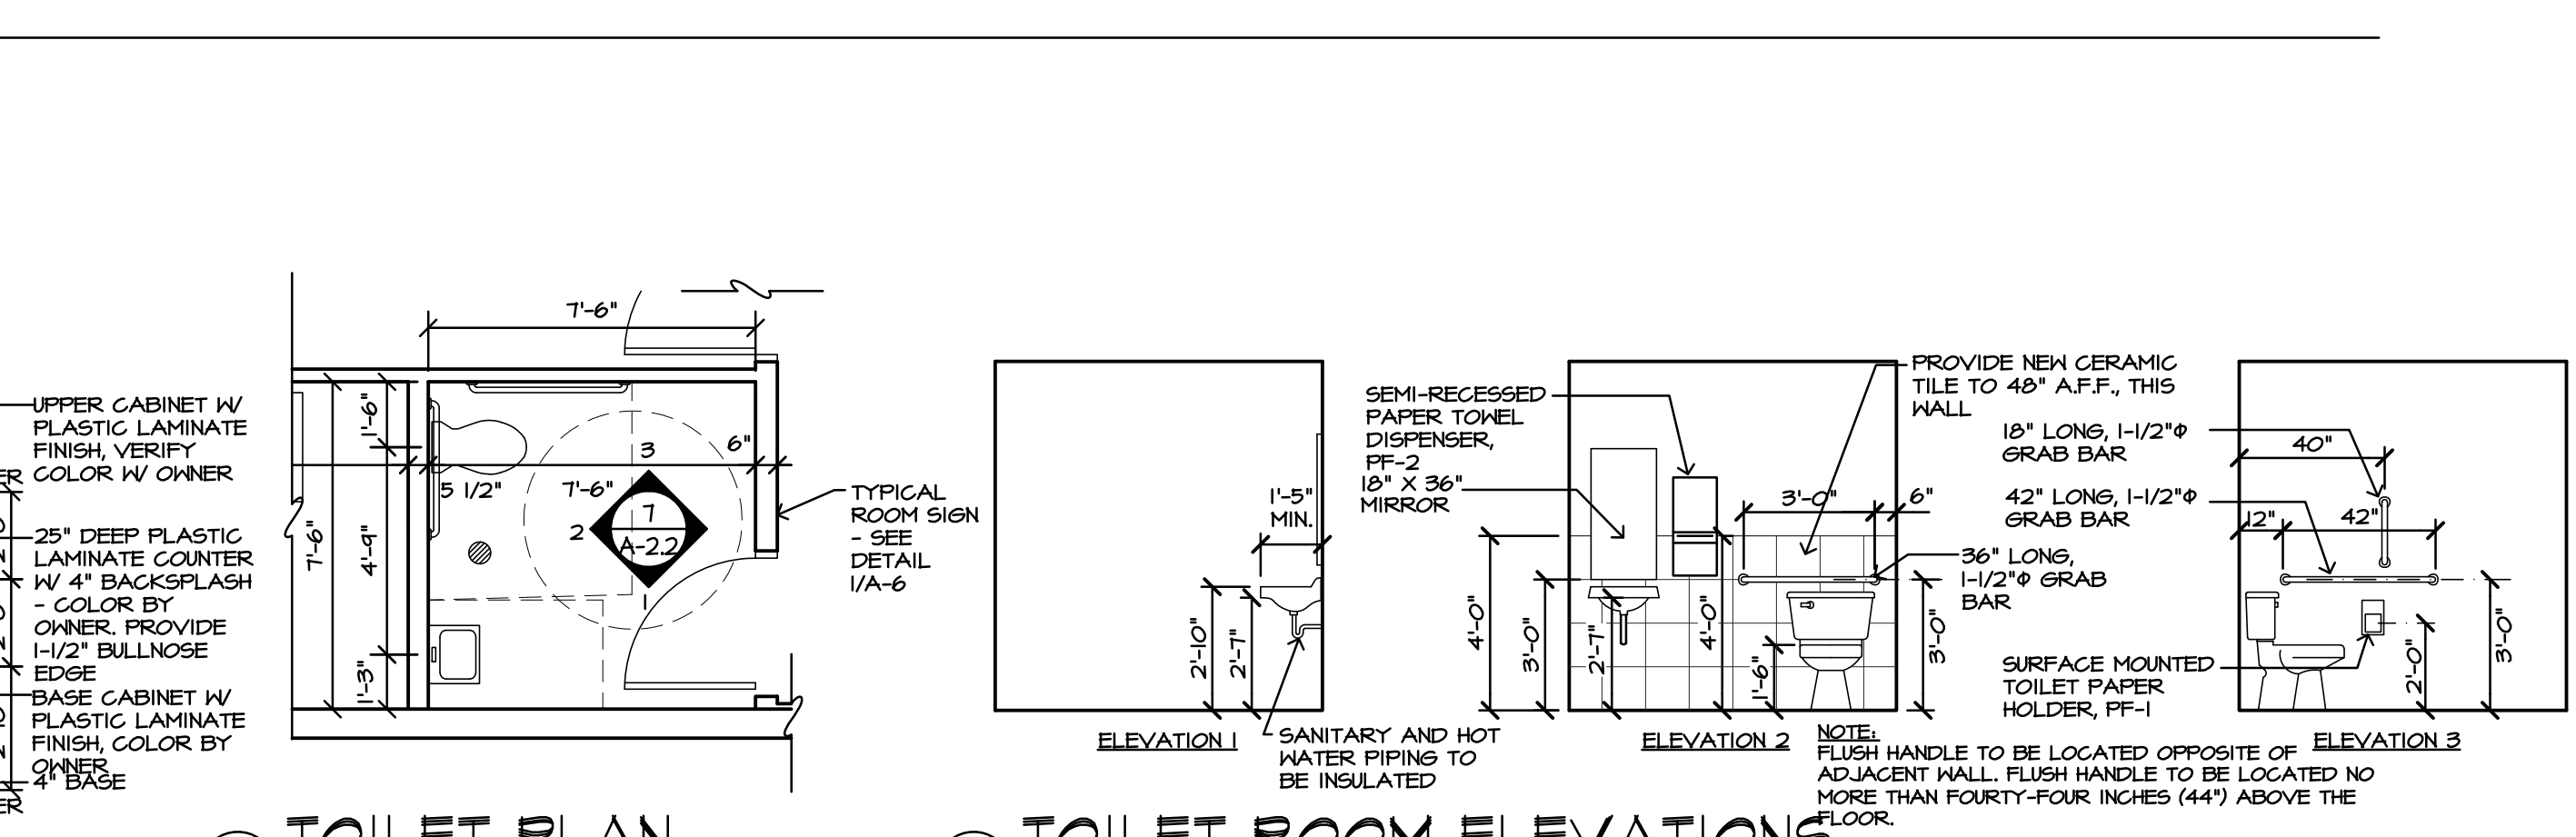 UPPER CABINET W/
PLASTIC LAMINATE
FINISH, VERIFY
COLOR W/ OWNER
25" DEEP PLASTIC
LAMINATE COUNTER
W/ 4" BACKSPLASH
- COLOR BY
OWNER. PROVIDE
1-1/2" BULLNOSE
EDGE
BASE CABINET W/
PLASTIC LAMINATE
FINISH, COLOR BY
OWNER
4" BASE
7'-6"
7'-6"
1'-6"
4'-9"
1'-3"
5 1/2"
7'-6"
6"
3
2
7
A-2.2
1
TYPICAL
ROOM SIGN
- SEE
DETAIL
1/A-6
TOILET PLAN
1'-5"
MIN.
2'-10"
2'-7"
ELEVATION 1
SANITARY AND HOT
WATER PIPING TO
BE INSULATED
SEMI-RECESSED
PAPER TOWEL
DISPENSER,
PF-2
18" X 36"
MIRROR
4'-0"
3'-0"
2'-7"
4'-0"
1'-6"
3'-0"
6"
3'-0"
ELEVATION 2
PROVIDE NEW CERAMIC
TILE TO 48" A.F.F., THIS
WALL
18" LONG, 1-1/2"Φ
GRAB BAR
42" LONG, 1-1/2"Φ
GRAB BAR
36" LONG,
1-1/2"Φ GRAB
BAR
SURFACE MOUNTED
TOILET PAPER
HOLDER, PF-1
40"
12"
42"
2'-0"
3'-0"
ELEVATION 3
NOTE:
FLUSH HANDLE TO BE LOCATED OPPOSITE OF
ADJACENT WALL. FLUSH HANDLE TO BE LOCATED NO
MORE THAN FOURTY-FOUR INCHES (44") ABOVE THE
FLOOR.
TOILET ROOM ELEVATIONS